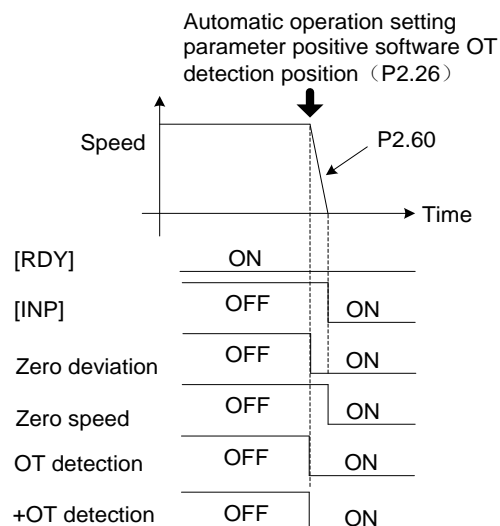 Automatic operation setting
parameter positive software OT
detection position（P2.26）
Speed
P2.60
Time
[RDY] ON
[INP] OFF ON
Zero deviation OFF ON
Zero speed OFF ON
OT detection OFF ON
+OT detection OFF ON